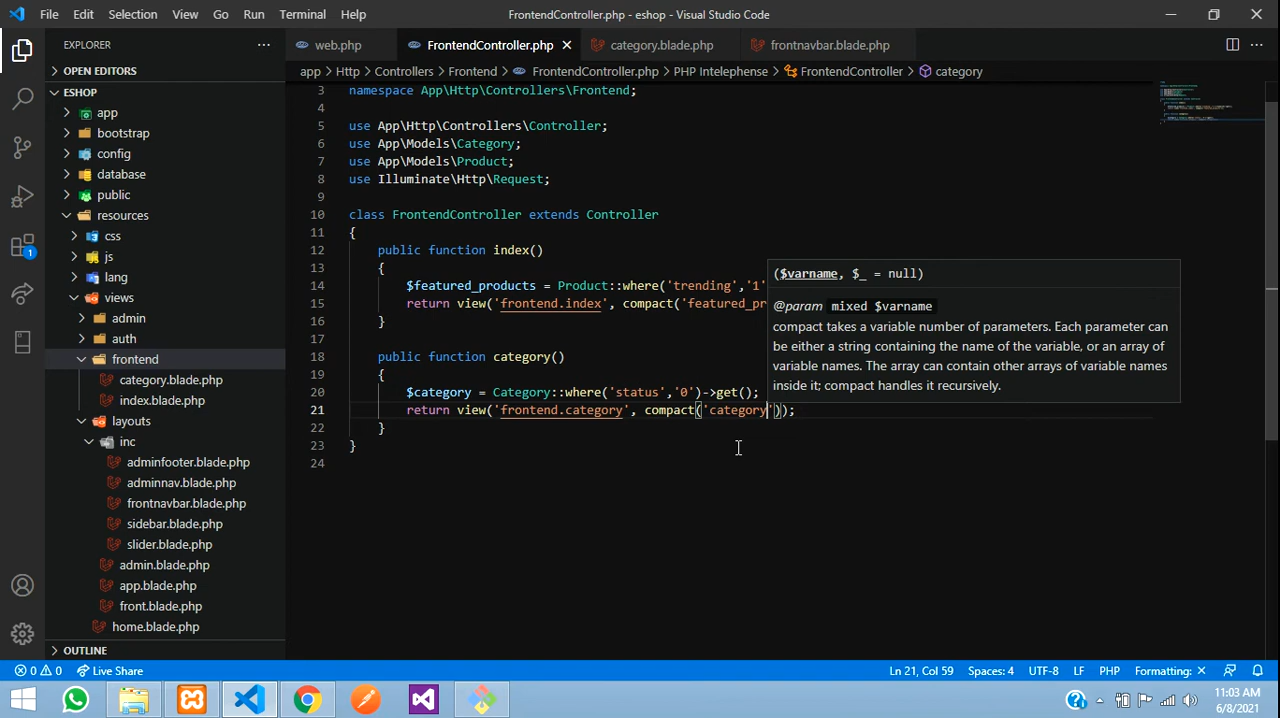 File Edit Selection View Go Run Terminal Help FrontendController.php - eshop - Visual Studio Code
EXPLORER ... web.php FrontendController.php category.blade.php frontnavbar.blade.php ...
OPEN EDITORS app > Http > Controllers > Frontend > FrontendController.php > PHP Intelephense > FrontendController > category
ESHOP
app
bootstrap
config
database
public
resources
css
js
lang
views
admin
auth
frontend
category.blade.php
index.blade.php
layouts
inc
adminfooter.blade.php
adminnav.blade.php
frontnavbar.blade.php
sidebar.blade.php
slider.blade.php
admin.blade.php
app.blade.php
front.blade.php
home.blade.php
OUTLINE
3 namespace App\Http\Controllers\Frontend;
5 use App\Http\Controllers\Controller;
6 use App\Models\Category;
7 use App\Models\Product;
8 use Illuminate\Http\Request;
9
10 class FrontendController extends Controller
11 {
12 public function index()
13 {
14 $featured_products = Product::where('trending','1'
15 return view('frontend.index', compact('featured_pr
16 }
17
18 public function category()
19 {
20 $category = Category::where('status','0')->get();
21 return view('frontend.category', compact('category'));
22 }
23 }
24
($varname, $_ = null)
@param mixed $varname
compact takes a variable number of parameters. Each parameter can
be either a string containing the name of the variable, or an array of
variable names. The array can contain other arrays of variable names
inside it; compact handles it recursively.
1
0 0 Live Share Ln 21, Col 59 Spaces: 4 UTF-8 LF PHP Formatting: ×
11:03 AM
6/8/2021